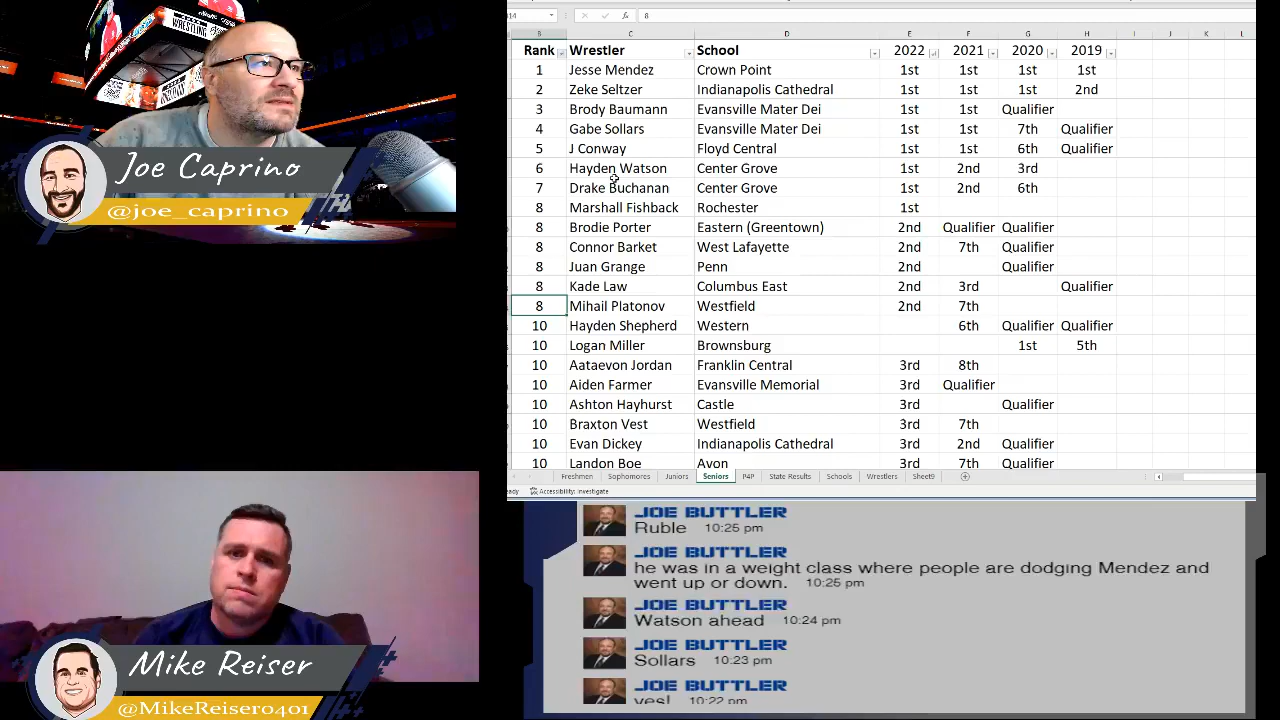 WRESTLING
Joe Caprino
@joe_caprino
Mike Reiser
@MikeReiser0401
14 fx 8
B C D E F G H I J K L
Rank Wrestler School 2022 2021 2020 2019
1 Jesse Mendez Crown Point 1st 1st 1st 1st
2 Zeke Seltzer Indianapolis Cathedral 1st 1st 1st 2nd
3 Brody Baumann Evansville Mater Dei 1st 1st Qualifier
4 Gabe Sollars Evansville Mater Dei 1st 1st 7th Qualifier
5 J Conway Floyd Central 1st 1st 6th Qualifier
6 Hayden Watson Center Grove 1st 2nd 3rd
7 Drake Buchanan Center Grove 1st 2nd 6th
8 Marshall Fishback Rochester 1st
8 Brodie Porter Eastern (Greentown) 2nd Qualifier Qualifier
8 Connor Barket West Lafayette 2nd 7th Qualifier
8 Juan Grange Penn 2nd Qualifier
8 Kade Law Columbus East 2nd 3rd Qualifier
8 Mihail Platonov Westfield 2nd 7th
10 Hayden Shepherd Western 6th Qualifier Qualifier
10 Logan Miller Brownsburg 1st 5th
10 Aataevon Jordan Franklin Central 3rd 8th
10 Aiden Farmer Evansville Memorial 3rd Qualifier
10 Ashton Hayhurst Castle 3rd Qualifier
10 Braxton Vest Westfield 3rd 7th
10 Evan Dickey Indianapolis Cathedral 3rd 2nd Qualifier
10 Landon Boe Avon 3rd 7th Qualifier
Freshmen Sophomores Juniors Seniors P4P State Results Schools Wrestlers Sheet9
Accessibility: Investigate
JOE BUTTLER
Ruble 10:25 pm
JOE BUTTLER
he was in a weight class where people are dodging Mendez and
went up or down. 10:25 pm
JOE BUTTLER
Watson ahead 10:24 pm
JOE BUTTLER
Sollars 10:23 pm
JOE BUTTLER
yes! 10:22 pm